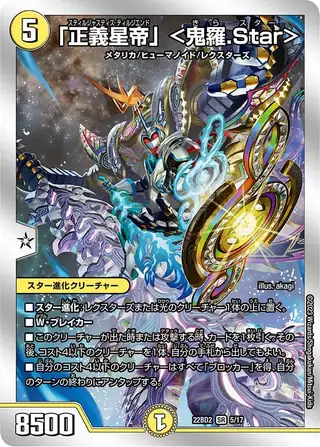 5
スティルジャスティス・ティルジエンド
き ら スター
「正義星帝」 <鬼羅.Star>
メタリカ/ヒューマノイド/レクスターズ
illus. akagi
スター進化クリーチャー
■スター進化:レクスターズまたは光のクリーチャー1体の上に置く。
■W・ブレイカー
■このクリーチャーが出た時または攻撃する時、カードを1枚引く。その後、コスト4以下のクリーチャーを1体、自分の手札から出してもよい。
■自分のコスト4以下のクリーチャーはすべて「ブロッカー」を得、自分のターンの終わりにアンタップする。
8500
1
22BD2 SR 5/17